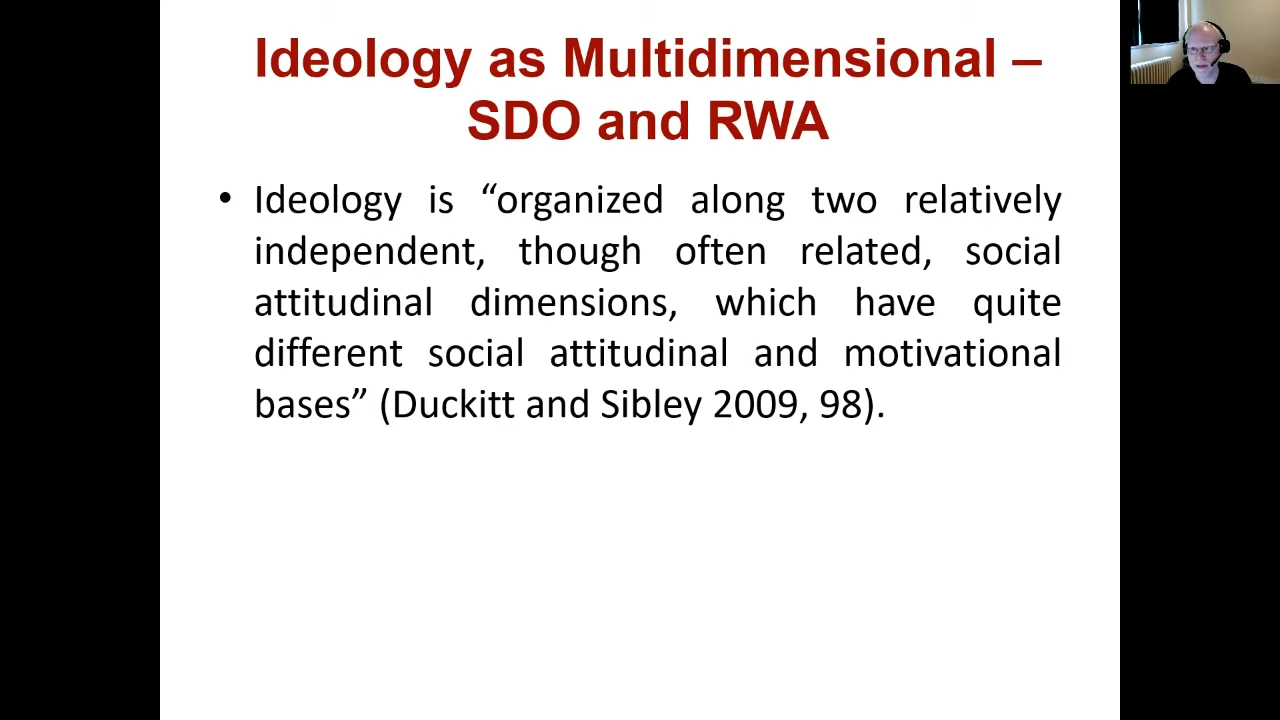 Ideology as Multidimensional –
SDO and RWA
• Ideology is “organized along two relatively
independent, though often related, social
attitudinal dimensions, which have quite
different social attitudinal and motivational
bases” (Duckitt and Sibley 2009, 98).